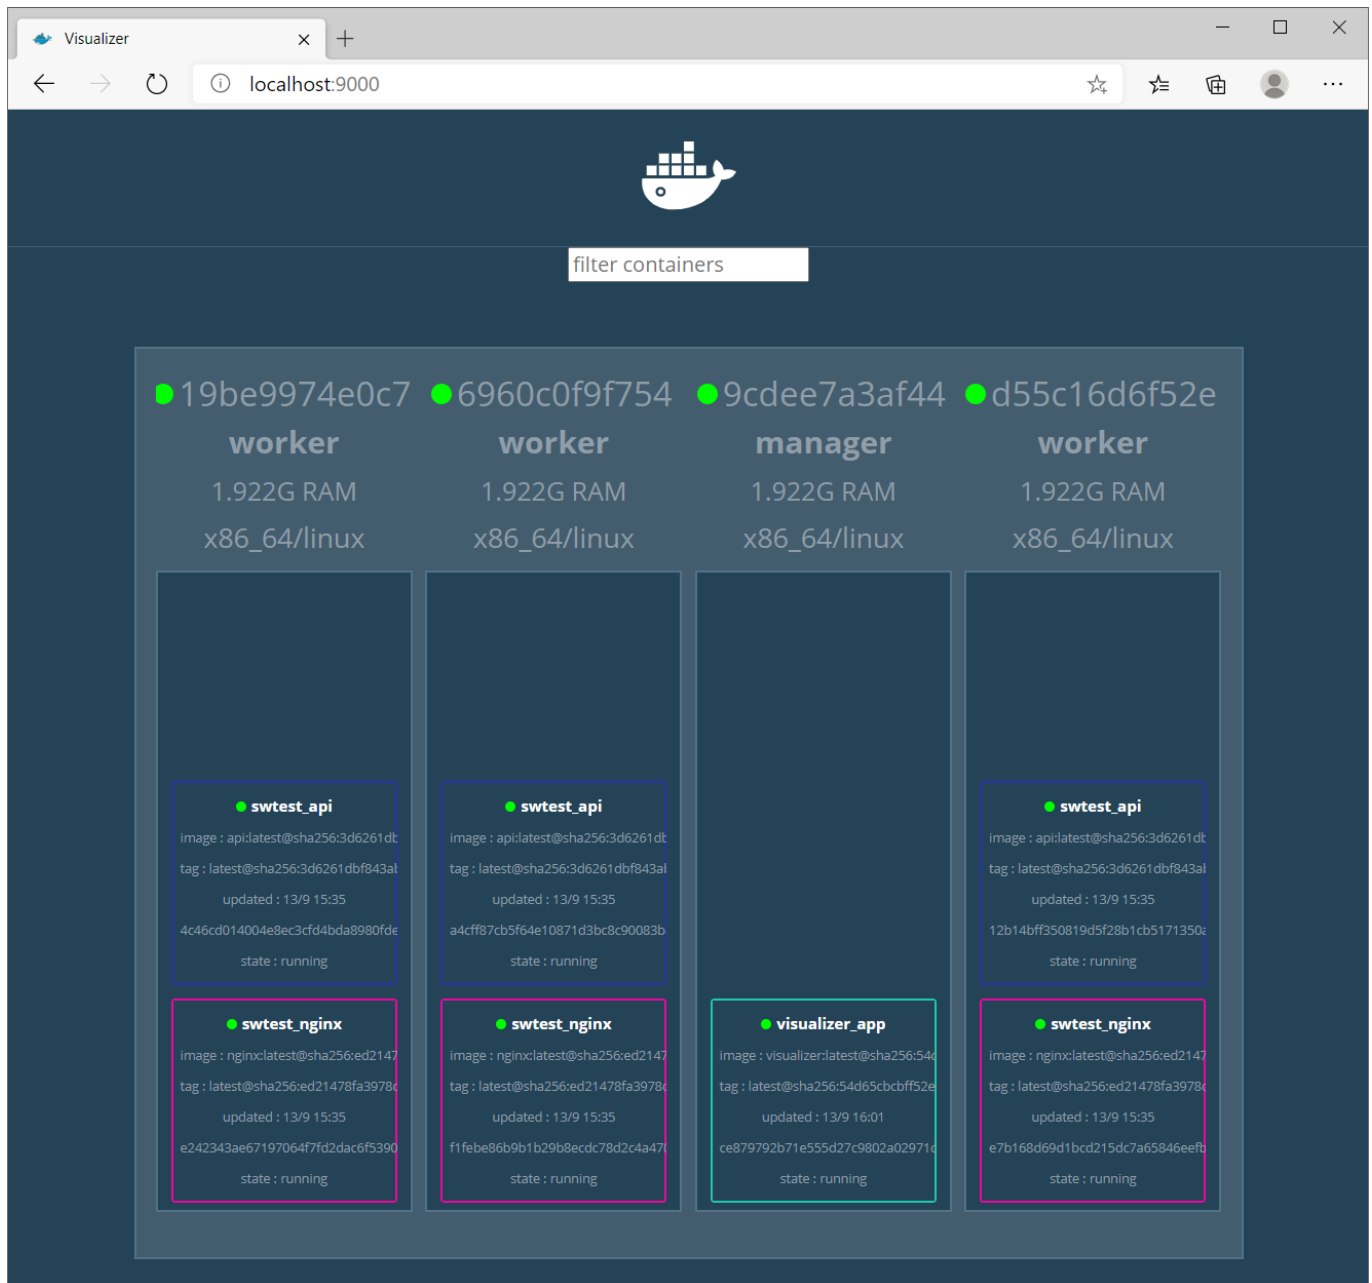 Visualizer
localhost:9000
filter containers
19be9974e0c7
worker
1.922G RAM
x86_64/linux
swtest_api
image : api:latest@sha256:3d6261db
tag : latest@sha256:3d6261dbf843al
updated : 13/9 15:35
4c46cd014004e8ec3cfd4bda8980fde
state : running
swtest_nginx
image : nginx:latest@sha256:ed2147
tag : latest@sha256:ed21478fa3978c
updated : 13/9 15:35
e242343ae67197064f7fd2dac6f5390
state : running
6960c0f9f754
worker
1.922G RAM
x86_64/linux
swtest_api
image : api:latest@sha256:3d6261db
tag : latest@sha256:3d6261dbf843al
updated : 13/9 15:35
a4cff87cb5f64e10871d3bc8c90083b
state : running
swtest_nginx
image : nginx:latest@sha256:ed2147
tag : latest@sha256:ed21478fa3978c
updated : 13/9 15:35
f1febe86b9b1b29b8ecdc78d2c4a470
state : running
9cdee7a3af44
manager
1.922G RAM
x86_64/linux
visualizer_app
image : visualizer:latest@sha256:54d
tag : latest@sha256:54d65cbcbff52e
updated : 13/9 16:01
ce879792b71e555d27c9802a02971c
state : running
d55c16d6f52e
worker
1.922G RAM
x86_64/linux
swtest_api
image : api:latest@sha256:3d6261db
tag : latest@sha256:3d6261dbf843al
updated : 13/9 15:35
12b14bff350819d5f28b1cb5171350a
state : running
swtest_nginx
image : nginx:latest@sha256:ed2147
tag : latest@sha256:ed21478fa3978c
updated : 13/9 15:35
e7b168d69d1bcd215dc7a65846eefb
state : running